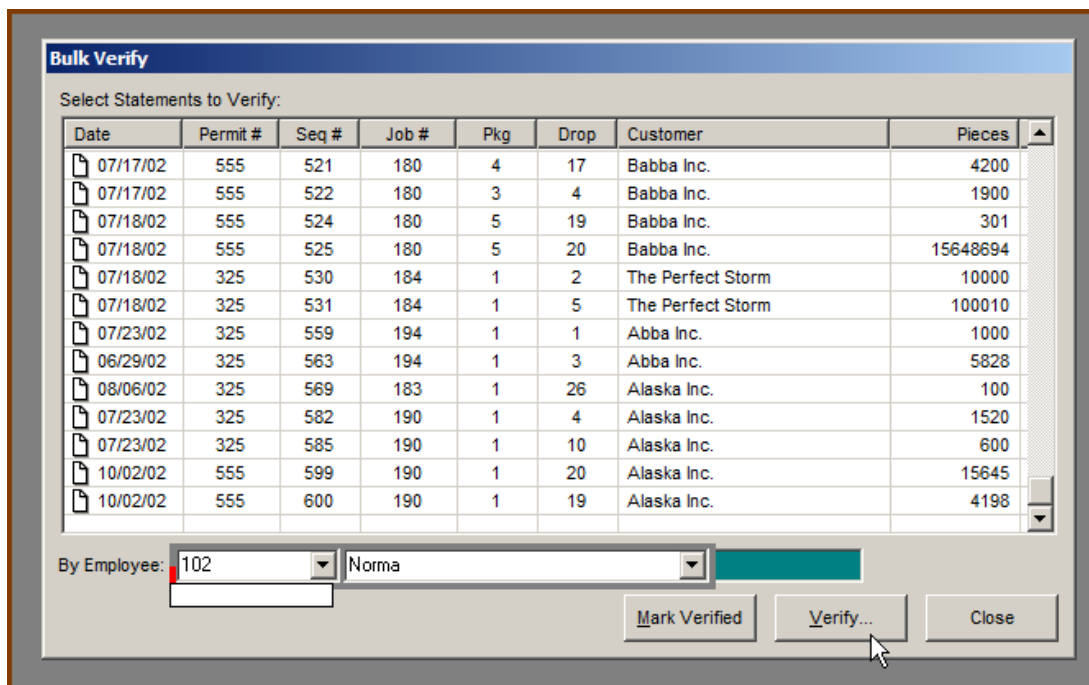 Bulk Verify
Select Statements to Verify:
Date Permit # Seq # Job # Pkg Drop Customer Pieces
07/17/02 555 521 180 4 17 Babba Inc. 4200
07/17/02 555 522 180 3 4 Babba Inc. 1900
07/18/02 555 524 180 5 19 Babba Inc. 301
07/18/02 555 525 180 5 20 Babba Inc. 15648694
07/18/02 325 530 184 1 2 The Perfect Storm 10000
07/18/02 325 531 184 1 5 The Perfect Storm 100010
07/23/02 325 559 194 1 1 Abba Inc. 1000
06/29/02 325 563 194 1 3 Abba Inc. 5828
08/06/02 325 569 183 1 26 Alaska Inc. 100
07/23/02 325 582 190 1 4 Alaska Inc. 1520
07/23/02 325 585 190 1 10 Alaska Inc. 600
10/02/02 555 599 190 1 20 Alaska Inc. 15645
10/02/02 555 600 190 1 19 Alaska Inc. 4198
By Employee: 102 Norma
Mark Verified Verify... Close